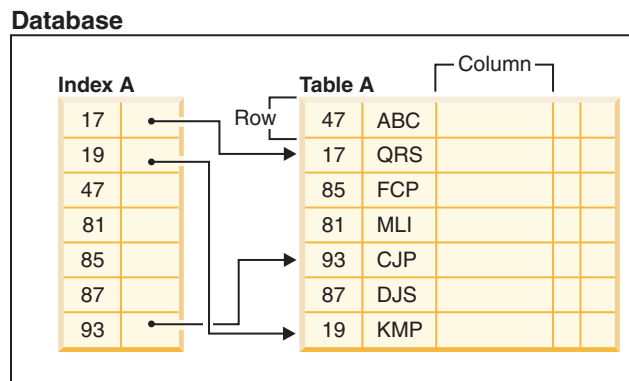 Database
Column
Index A
Table A
Row
17
19
47
81
85
87
93
47 ABC
17 QRS
85 FCP
81 MLI
93 CJP
87 DJS
19 KMP